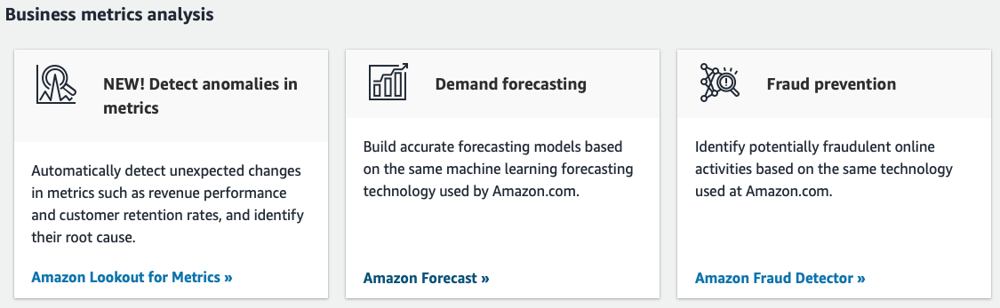 Business metrics analysis
NEW! Detect anomalies in
metrics
Automatically detect unexpected changes
in metrics such as revenue performance
and customer retention rates, and identify
their root cause.
Amazon Lookout for Metrics »
Demand forecasting
Build accurate forecasting models based
on the same machine learning forecasting
technology used by Amazon.com.
Amazon Forecast »
Fraud prevention
Identify potentially fraudulent online
activities based on the same technology
used at Amazon.com.
Amazon Fraud Detector »